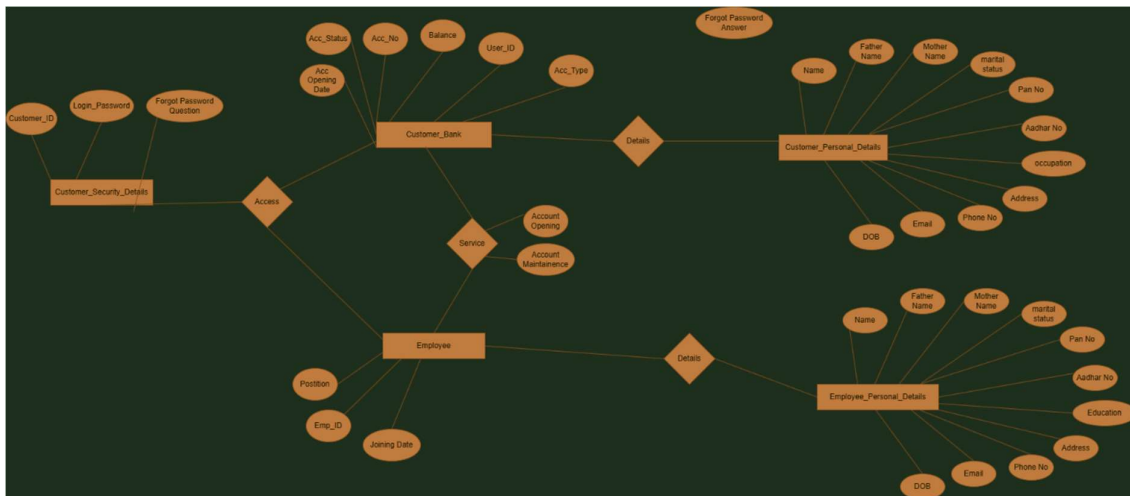 Forgot Password
Answer
Acc_Status
Acc_No
Balance
User_ID
Acc_Type
Acc
Opening
Date
Customer_ID
Login_Password
Forgot Password
Question
Customer_Bank
Customer_Security_Details
Access
Details
Name
Father
Name
Mother
Name
marital
status
Pan No
Aadhar No
occupation
Address
Phone No
Email
DOB
Customer_Personal_Details
Service
Account
Opening
Account
Maintainence
Employee
Postition
Emp_ID
Joining Date
Details
Name
Father
Name
Mother
Name
marital
status
Pan No
Aadhar No
Education
Address
Phone No
Email
DOB
Employee_Personal_Details